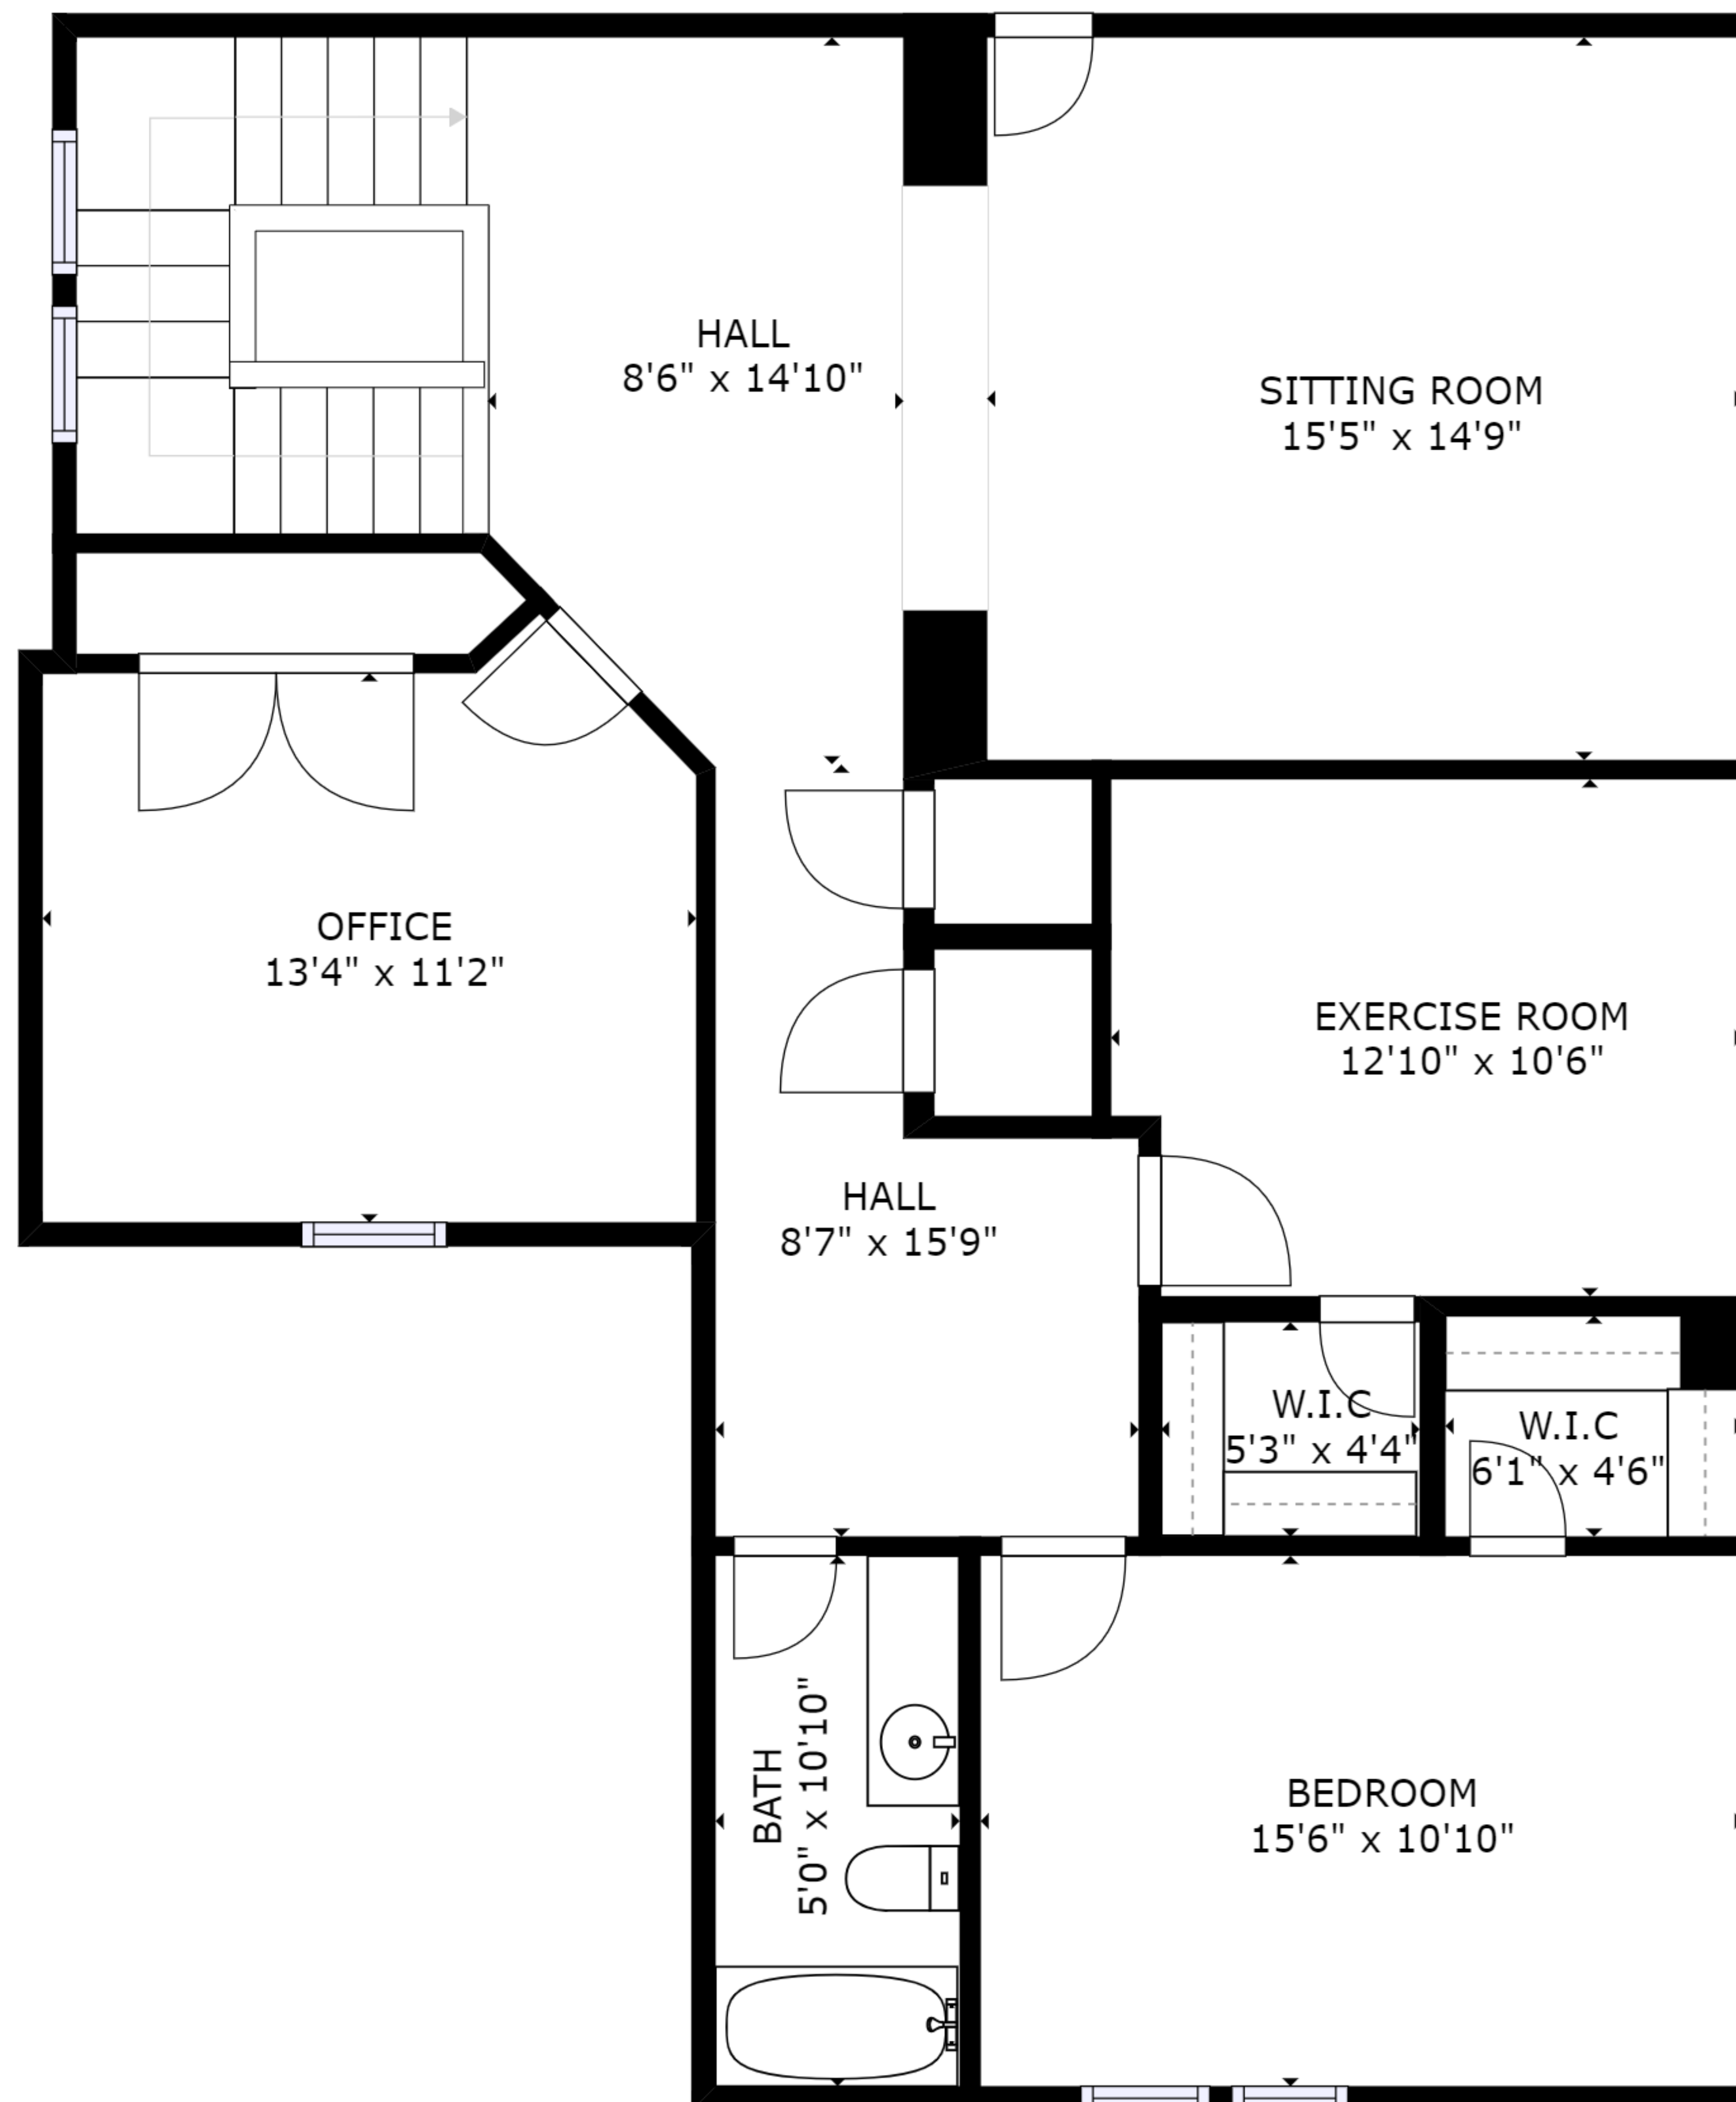 HALL
8'6" x 14'10"
SITTING ROOM
15'5" x 14'9"
OFFICE
13'4" x 11'2"
EXERCISE ROOM
12'10" x 10'6"
HALL
8'7" x 15'9"
W.I.C
5'3" x 4'4"
W.I.C
6'1" x 4'6"
BATH
5'0" x 10'10"
BEDROOM
15'6" x 10'10"